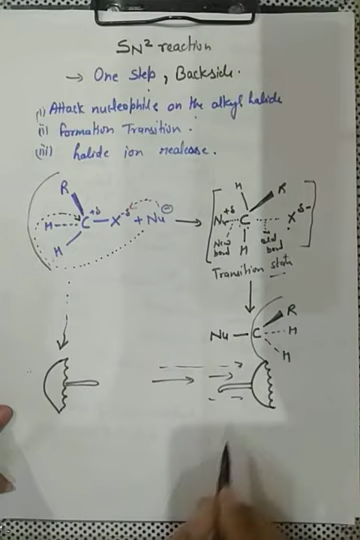 SN² reaction
→ One step, Backside.
(i) Attack nucleophile on the alkyl halide
(ii) Formation Transition.
(iii) halide ion realease.
R
H C+δ — X-δ + Nu⊖ →
H
H R
Nu+δ C X δ-
New bond H old bond
Transition state
R
Nu — C H
H